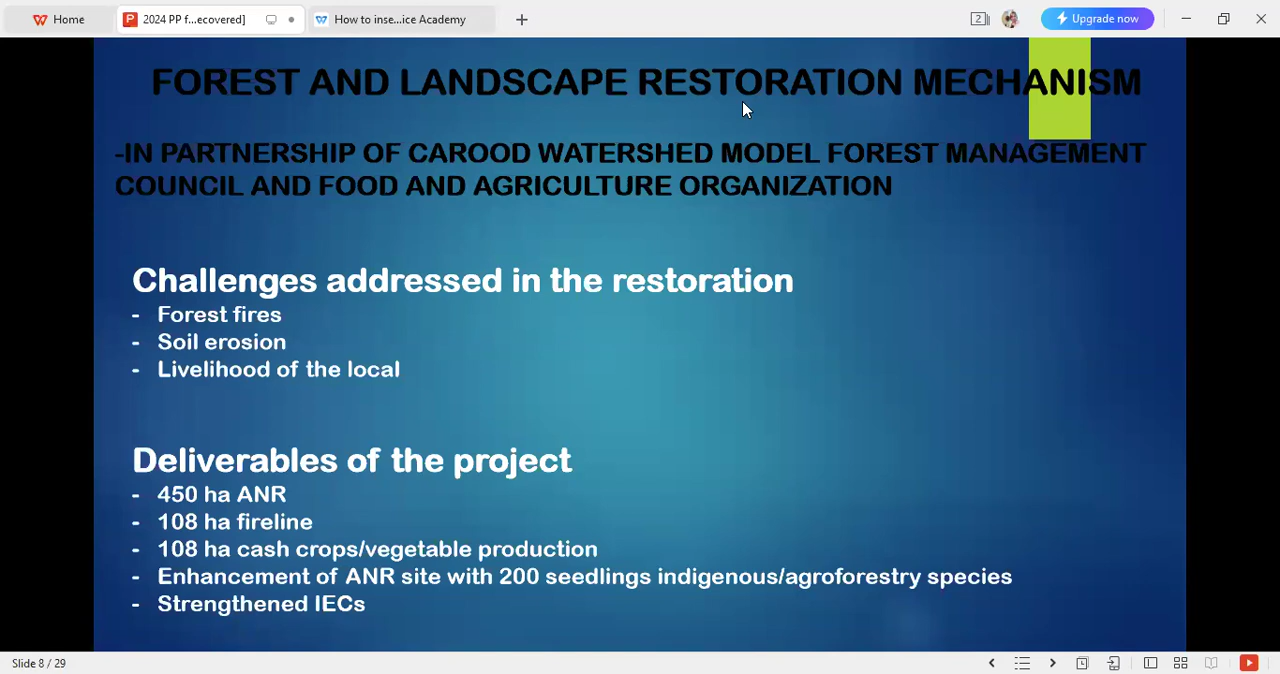 Home
2024 PP f...ecovered]
How to inse...ice Academy
2
Upgrade now
FOREST AND LANDSCAPE RESTORATION MECHANISM
-IN PARTNERSHIP OF CAROOD WATERSHED MODEL FOREST MANAGEMENT
COUNCIL AND FOOD AND AGRICULTURE ORGANIZATION
Challenges addressed in the restoration
- Forest fires
- Soil erosion
- Livelihood of the local
Deliverables of the project
- 450 ha ANR
- 108 ha fireline
- 108 ha cash crops/vegetable production
- Enhancement of ANR site with 200 seedlings indigenous/agroforestry species
- Strengthened IECs
Slide 8 / 29